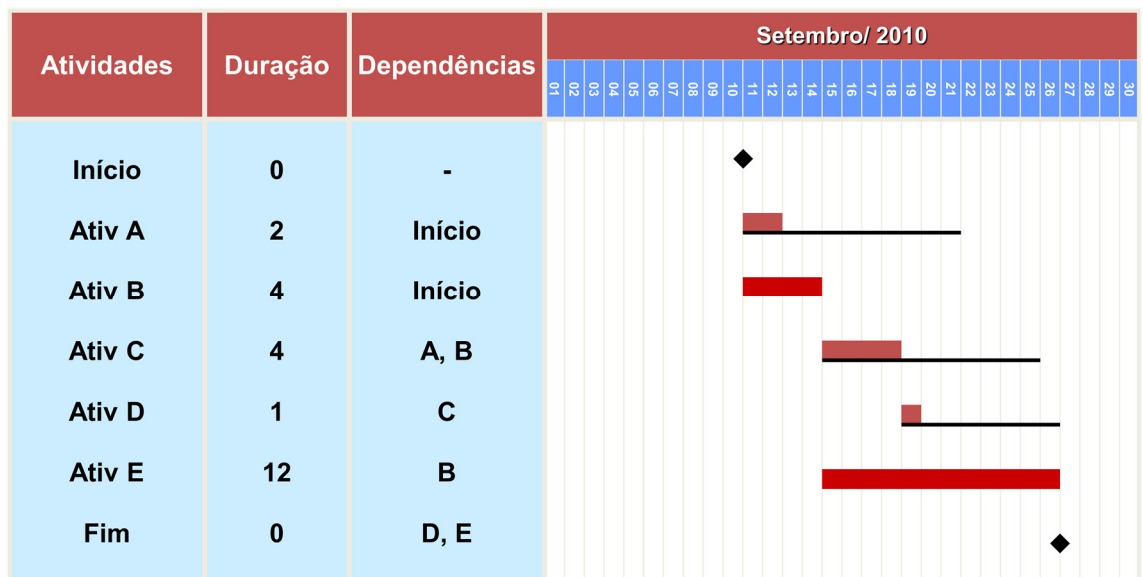 Atividades Duração Dependências Setembro/ 2010
01 02 03 04 05 06 07 08 09 10 11 12 13 14 15 16 17 18 19 20 21 22 23 24 25 26 27 28 29 30
Início 0 -
Ativ A 2 Início
Ativ B 4 Início
Ativ C 4 A, B
Ativ D 1 C
Ativ E 12 B
Fim 0 D, E